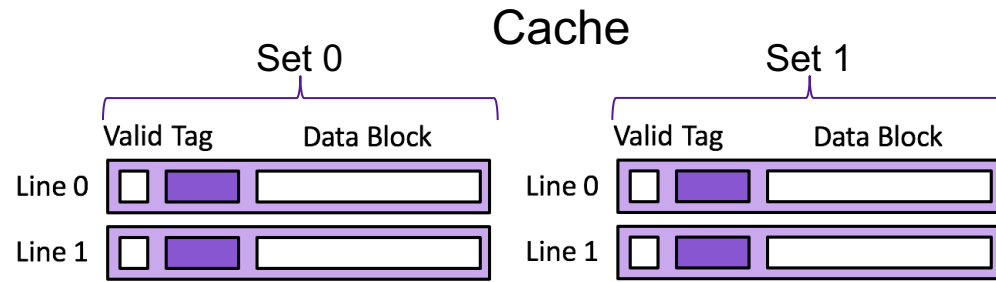 Cache
Set 0 Set 1
Valid Tag Data Block Valid Tag Data Block
Line 0 Line 0
Line 1 Line 1